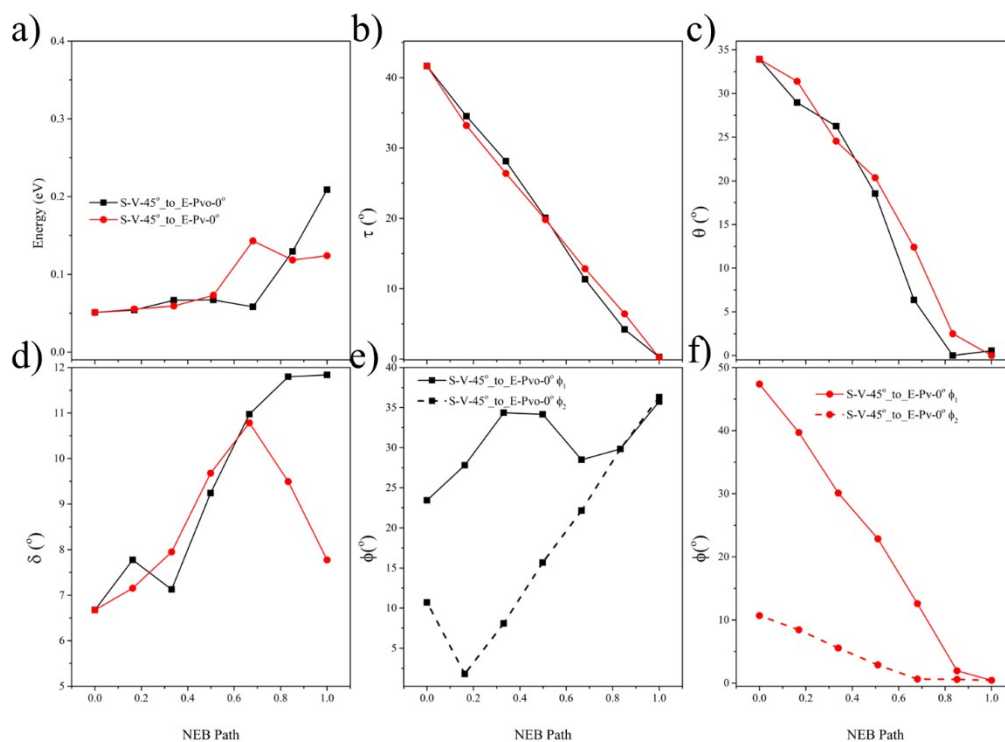 a)
b)
c)
0.4
0.3
0.2
0.1
0.0
Energy (eV)
S-V-45°_to_E-Pvo-0°
S-V-45°_to_E-Pv-0°
40
30
20
10
0
τ (°)
35
30
25
20
15
10
5
0
θ (°)
d)
e)
f)
12
11
10
9
8
7
6
5
δ (°)
0.0 0.2 0.4 0.6 0.8 1.0
NEB Path
40
35
30
25
20
15
10
5
ϕ(°)
S-V-45°_to_E-Pvo-0° ϕ1
S-V-45°_to_E-Pvo-0° ϕ2
0.0 0.2 0.4 0.6 0.8 1.0
NEB Path
50
40
30
20
10
0
ϕ(°)
S-V-45°_to_E-Pv-0° ϕ1
S-V-45°_to_E-Pv-0° ϕ2
0.0 0.2 0.4 0.6 0.8 1.0
NEB Path